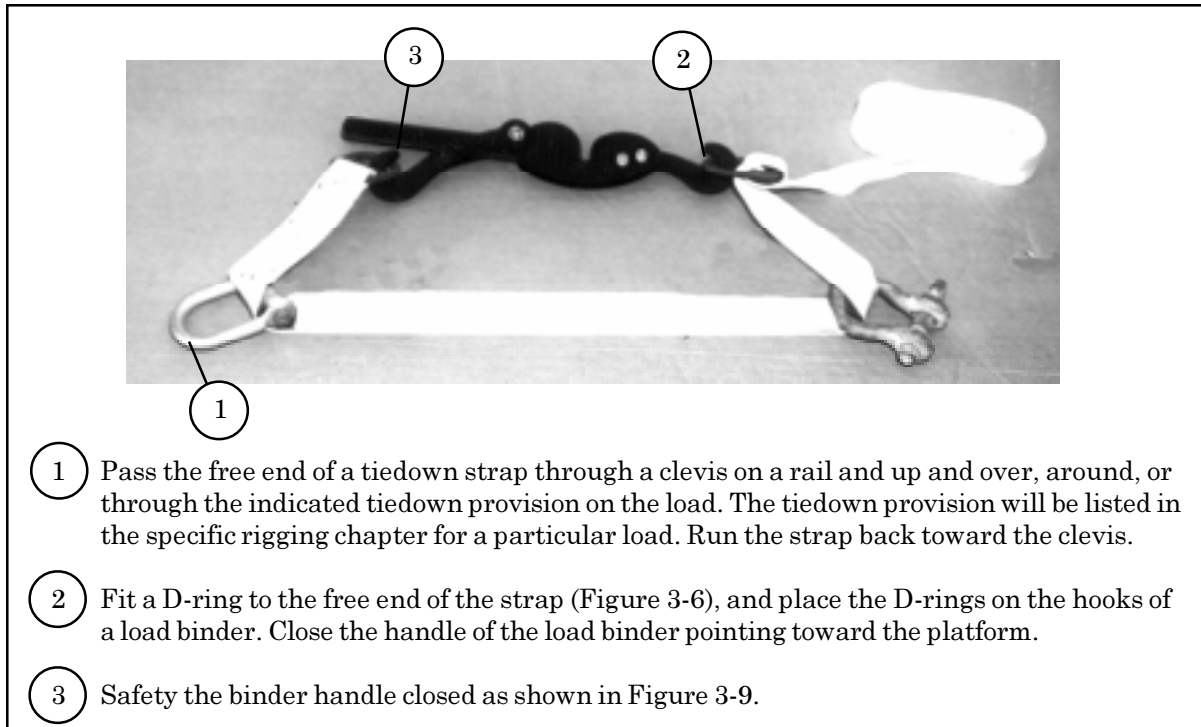 3
2
1
1 Pass the free end of a tiedown strap through a clevis on a rail and up and over, around, or
through the indicated tiedown provision on the load. The tiedown provision will be listed in
the specific rigging chapter for a particular load. Run the strap back toward the clevis.
2 Fit a D-ring to the free end of the strap (Figure 3-6), and place the D-rings on the hooks of
a load binder. Close the handle of the load binder pointing toward the platform.
3 Safety the binder handle closed as shown in Figure 3-9.